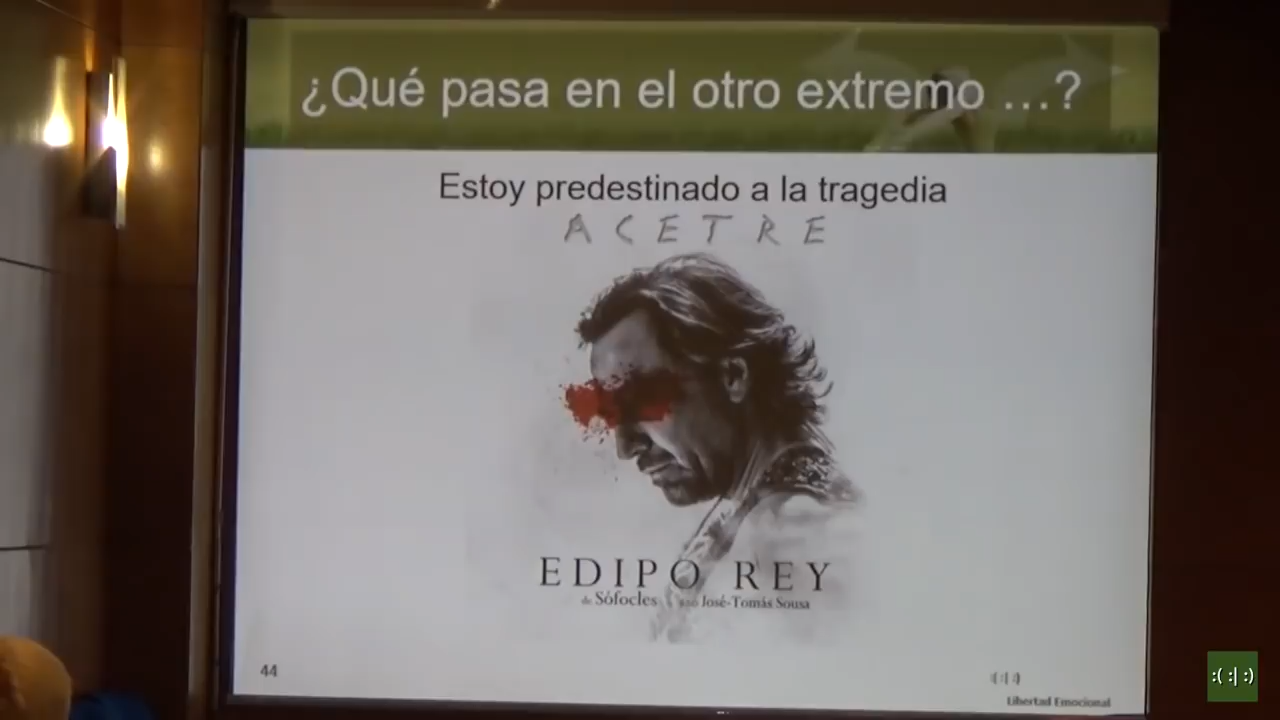 ¿Qué pasa en el otro extremo ...?
Estoy predestinado a la tragedia
ACETRE
EDIPO REY
de Sófocles José-Tomás Sousa
44
:( :| :)
Libertad Emocional
:( :| :)